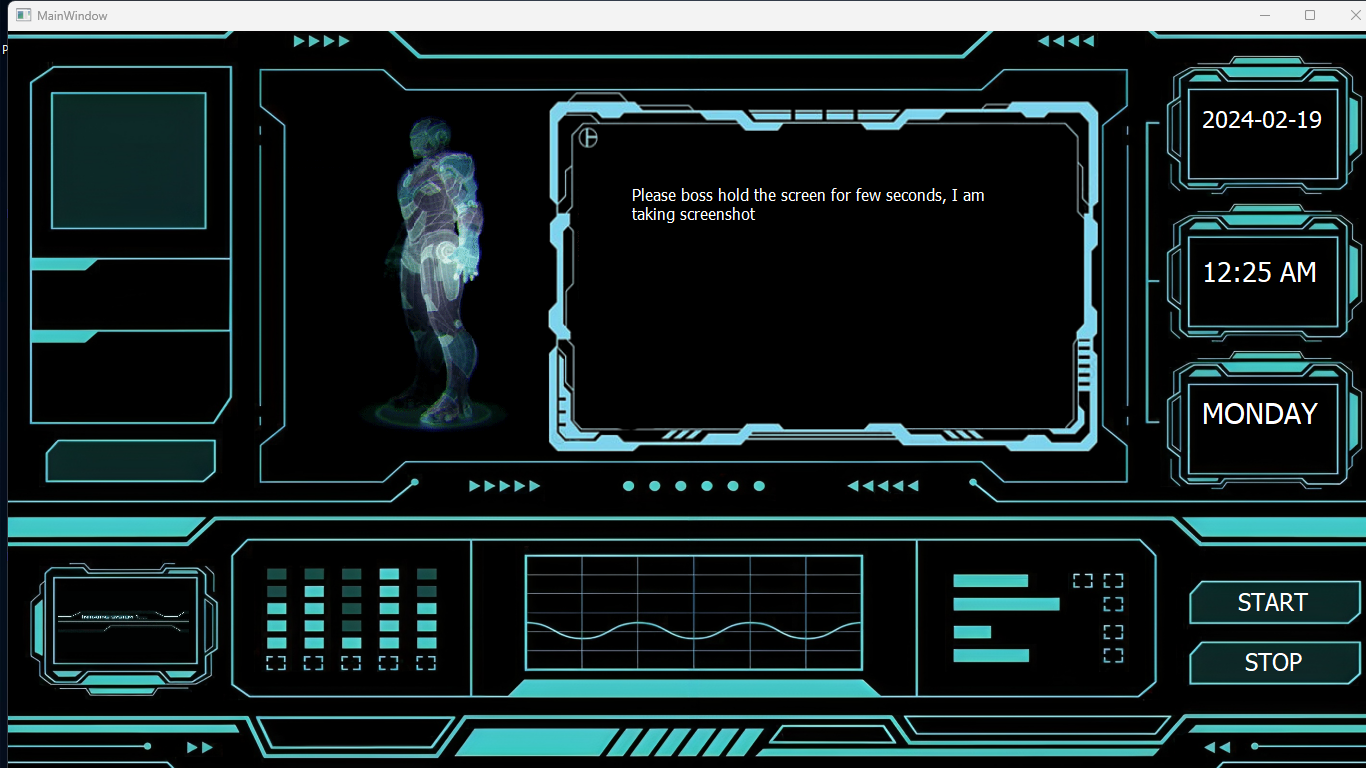 MainWindow
P
Please boss hold the screen for few seconds, I am
taking screenshot
2024-02-19
12:25 AM
MONDAY
START
STOP